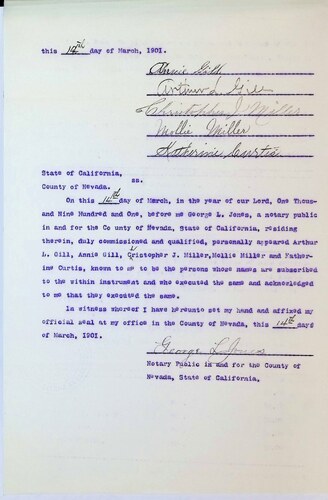 this 14th day of March, 1901.
Annie Gill
Arthur L Gill
Christopher J. Miller
Mollie Miller
Katherine Curtis
State of California,
ss.
County of Nevada.
On this 14th day of March, in the year of our Lord, One Thous-
and Nine Hundred and One, before me George L. Jones, a notary public
in and for the County of Nevada, State of California, residing
therein, duly commissioned and qualified, personally appeared Arthur
L. Gill, Annie Gill, Christopher J. Miller, Mollie Miller and Kather-
ine Curtis, known to me to be the persons whose names are subscribed
to the within instrument and who executed the same and acknowledged
to me that they executed the same.
In witness whereof I have hereunto set my hand and affixed my
official seal at my office in the County of Nevada, this 14th days
of March, 1901.
George L. Jones
Notary Public in and for the County of
Nevada, State of California.